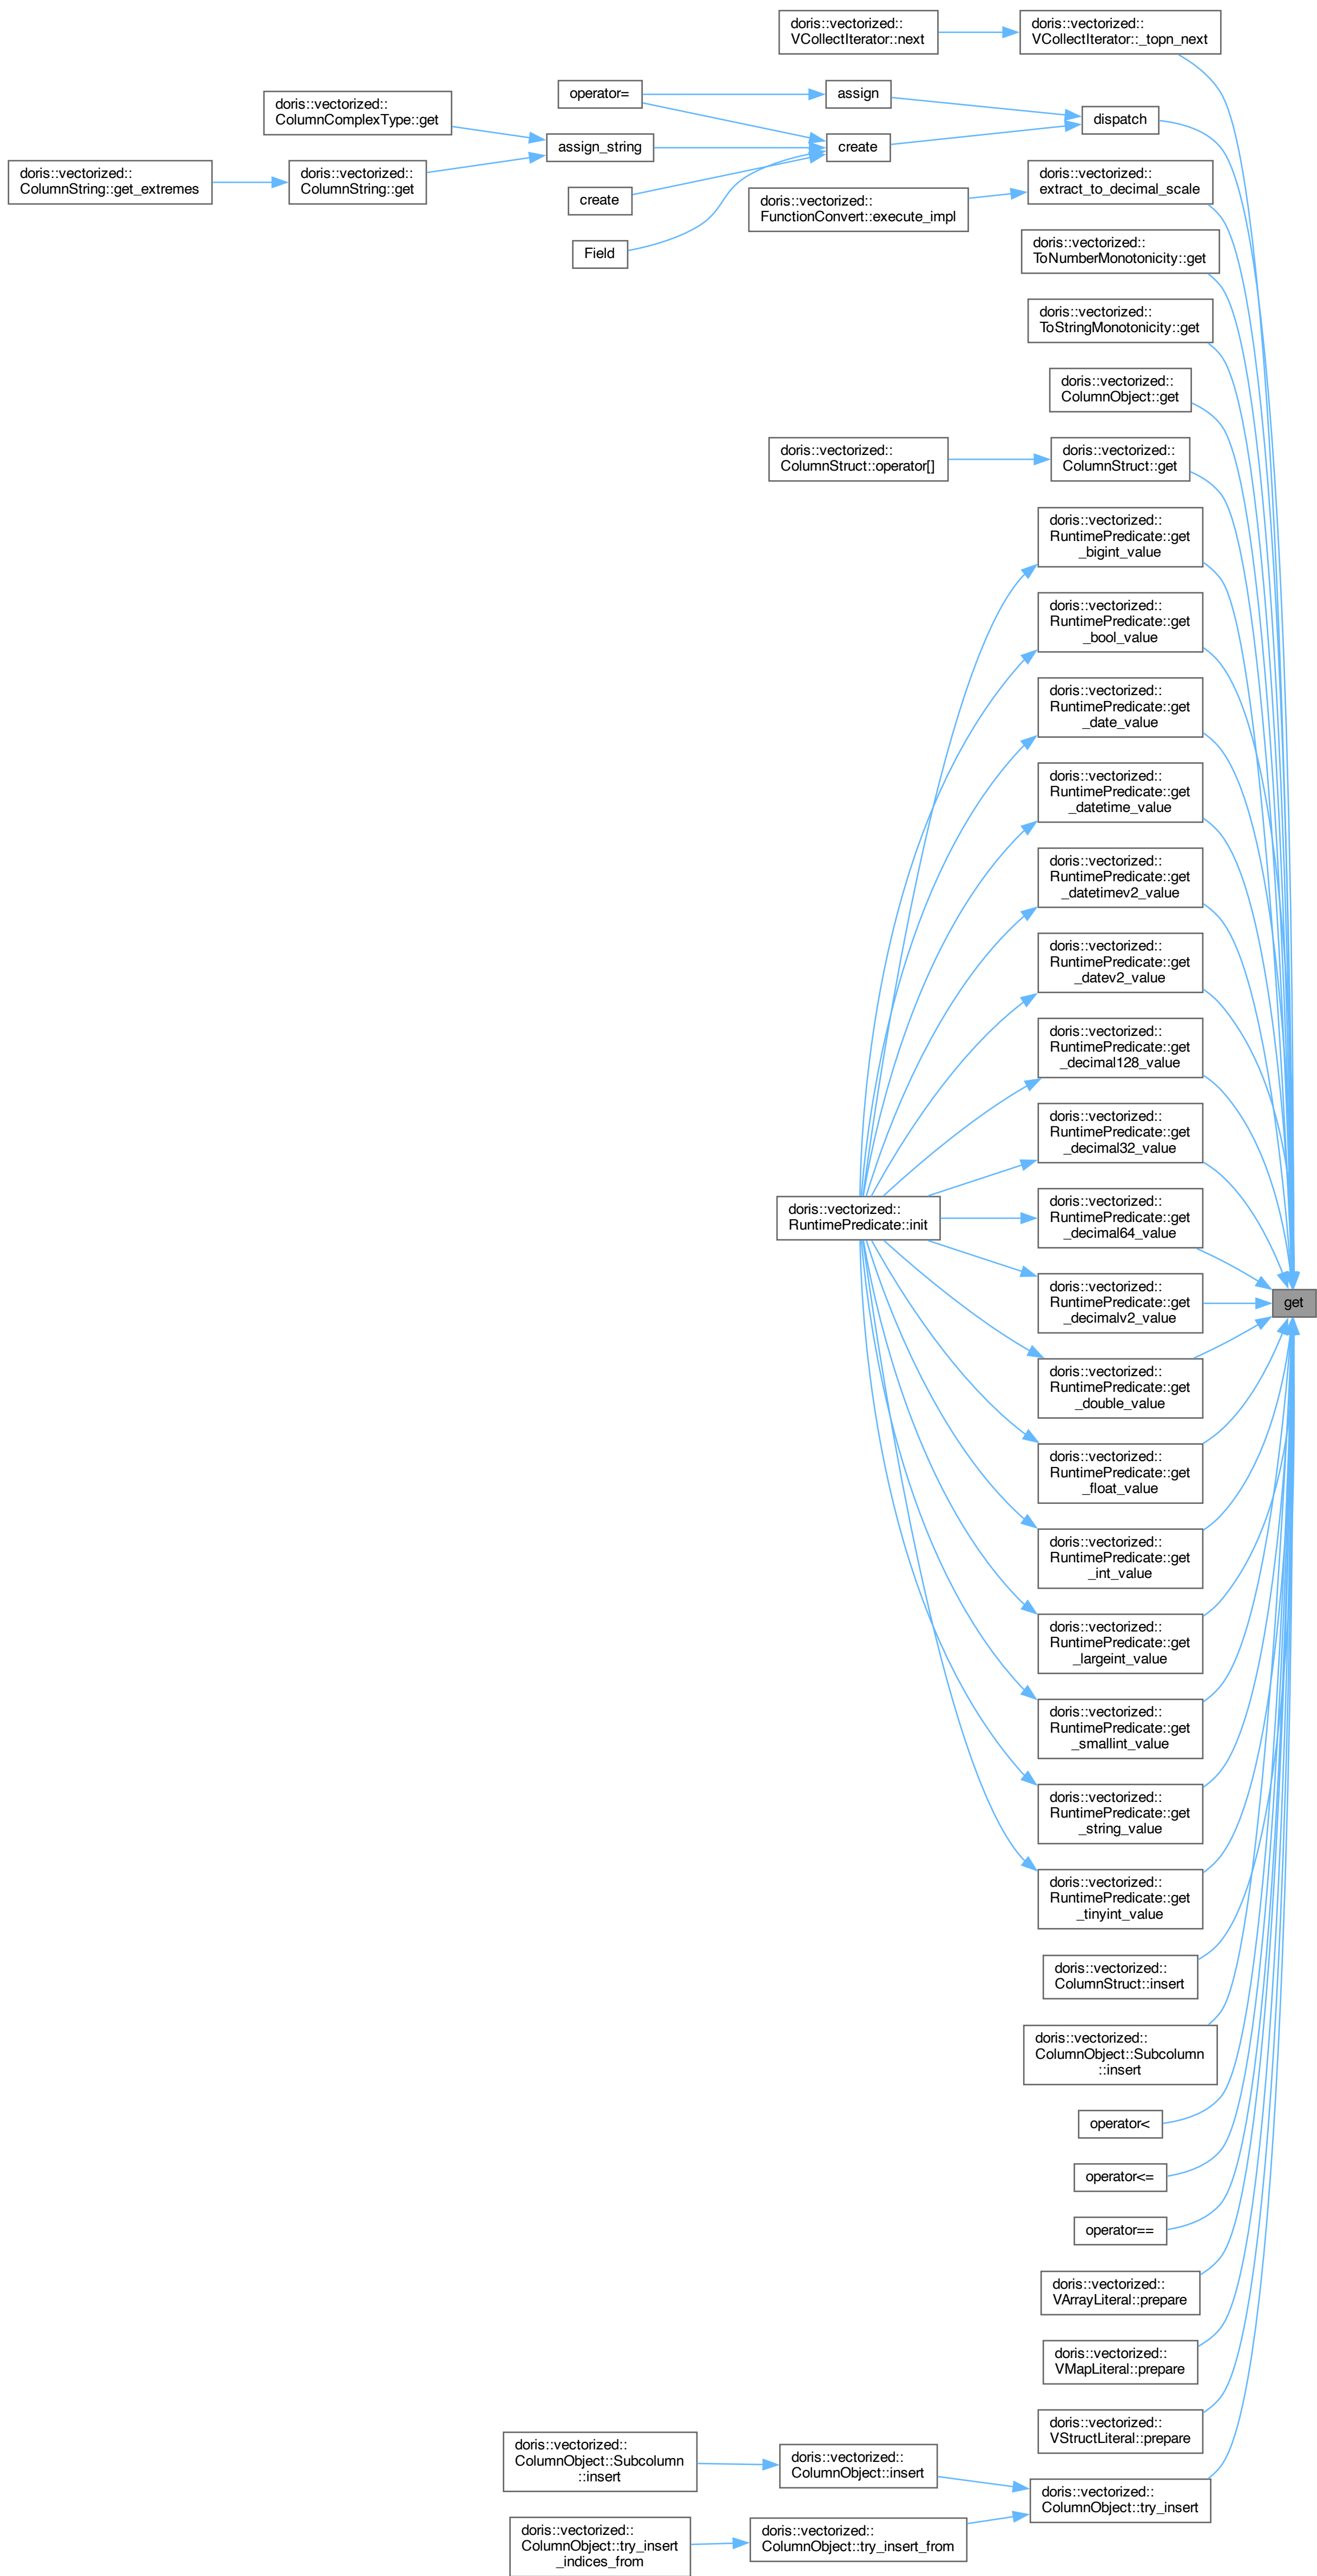 doris::vectorized::
VCollectIterator::next
doris::vectorized::
VCollectIterator::_topn_next
operator=
assign
dispatch
doris::vectorized::
ColumnComplexType::get
assign_string
create
doris::vectorized::
ColumnString::get_extremes
doris::vectorized::
ColumnString::get
create
doris::vectorized::
FunctionConvert::execute_impl
doris::vectorized::
extract_to_decimal_scale
Field
doris::vectorized::
ToNumberMonotonicity::get
doris::vectorized::
ToStringMonotonicity::get
doris::vectorized::
ColumnObject::get
doris::vectorized::
ColumnStruct::operator[]
doris::vectorized::
ColumnStruct::get
doris::vectorized::
RuntimePredicate::get
_bigint_value
doris::vectorized::
RuntimePredicate::get
_bool_value
doris::vectorized::
RuntimePredicate::get
_date_value
doris::vectorized::
RuntimePredicate::get
_datetime_value
doris::vectorized::
RuntimePredicate::get
_datetimev2_value
doris::vectorized::
RuntimePredicate::get
_datev2_value
doris::vectorized::
RuntimePredicate::get
_decimal128_value
doris::vectorized::
RuntimePredicate::get
_decimal32_value
doris::vectorized::
RuntimePredicate::init
doris::vectorized::
RuntimePredicate::get
_decimal64_value
doris::vectorized::
RuntimePredicate::get
_decimalv2_value
get
doris::vectorized::
RuntimePredicate::get
_double_value
doris::vectorized::
RuntimePredicate::get
_float_value
doris::vectorized::
RuntimePredicate::get
_int_value
doris::vectorized::
RuntimePredicate::get
_largeint_value
doris::vectorized::
RuntimePredicate::get
_smallint_value
doris::vectorized::
RuntimePredicate::get
_string_value
doris::vectorized::
RuntimePredicate::get
_tinyint_value
doris::vectorized::
ColumnStruct::insert
doris::vectorized::
ColumnObject::Subcolumn
::insert
operator<
operator<=
operator==
doris::vectorized::
VArrayLiteral::prepare
doris::vectorized::
VMapLiteral::prepare
doris::vectorized::
VStructLiteral::prepare
doris::vectorized::
ColumnObject::Subcolumn
::insert
doris::vectorized::
ColumnObject::insert
doris::vectorized::
ColumnObject::try_insert
doris::vectorized::
ColumnObject::try_insert
_indices_from
doris::vectorized::
ColumnObject::try_insert_from